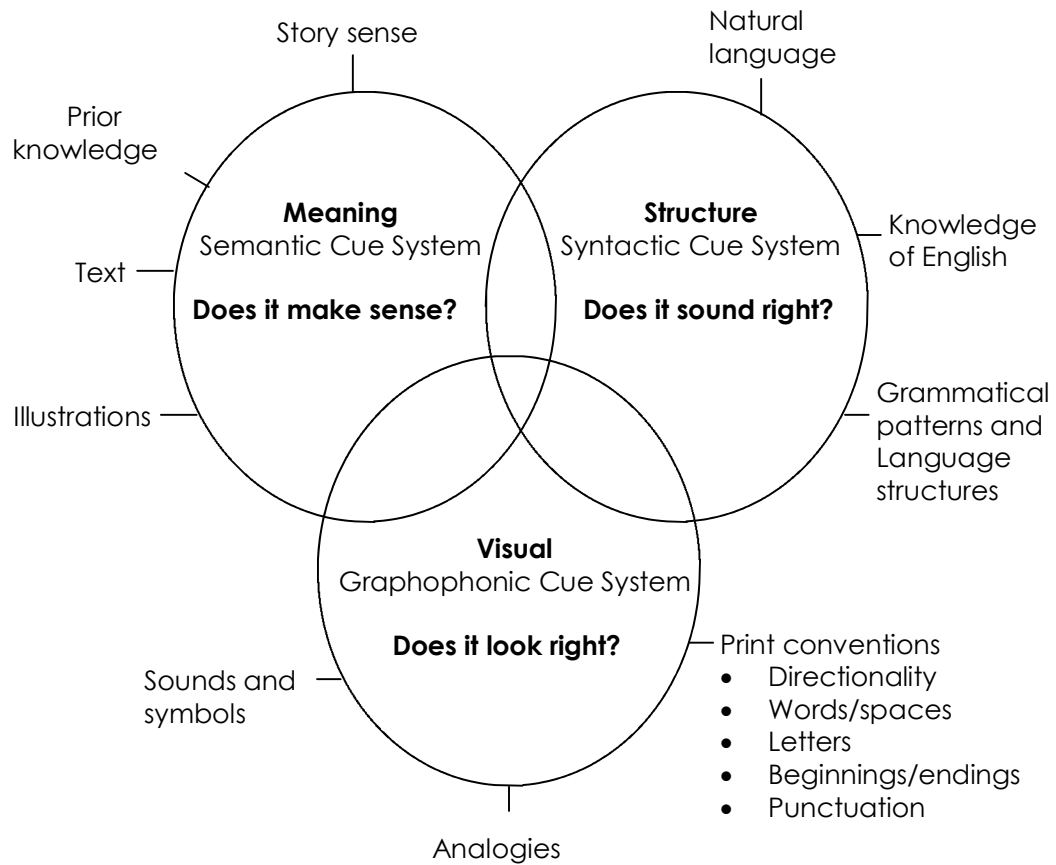 Story sense
Natural
language
Prior
knowledge
Meaning
Semantic Cue System
Does it make sense?
Structure
Syntactic Cue System
Does it sound right?
Knowledge
of English
Text
Illustrations
Grammatical
patterns and
Language
structures
Visual
Graphophonic Cue System
Does it look right?
Sounds and
symbols
Print conventions
• Directionality
• Words/spaces
• Letters
• Beginnings/endings
• Punctuation
Analogies